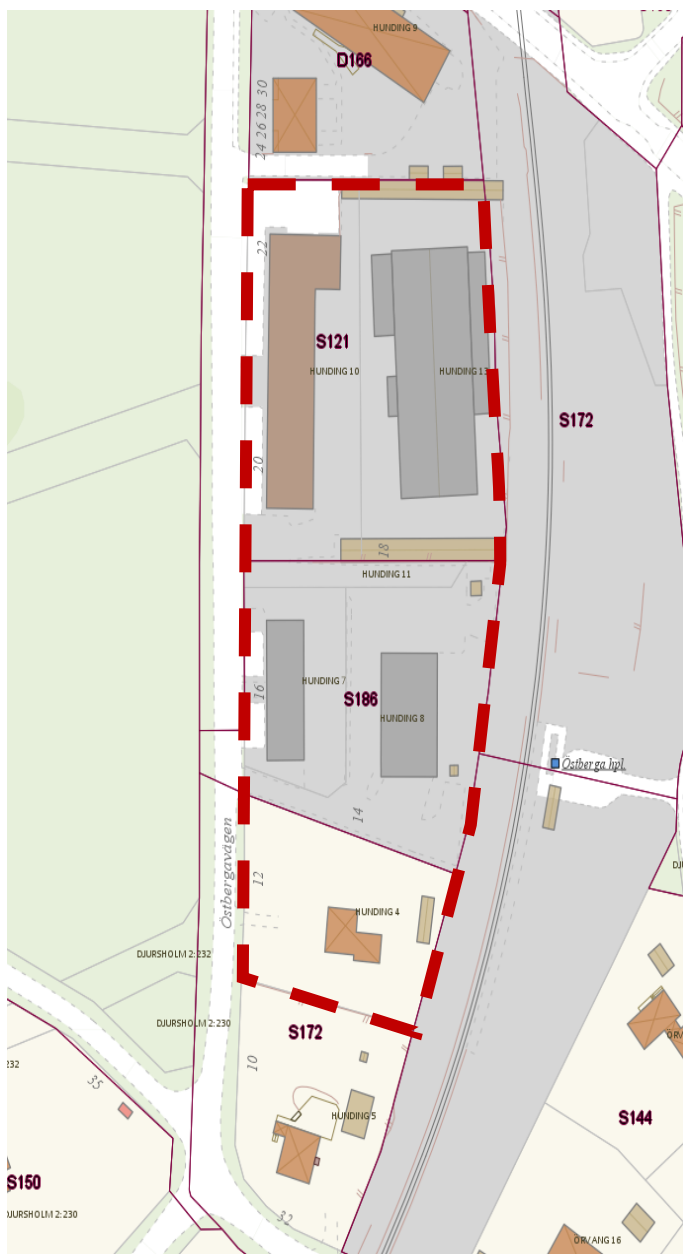 HUNDING 9
D166
24 26 28 30
22
S121
HUNDING 10
HUNDING 13
S172
20
18
HUNDING 11
HUNDING 7
16
S186
HUNDING 8
Östberga hpl.
14
Östbergavägen
12
HUNDING 4
DJURSHOLM 2:232
DJURSHOLM 2:230
S172
10
35
HUNDING 5
S144
S150
DJURSHOLM 2:230
32
ORVANG 16